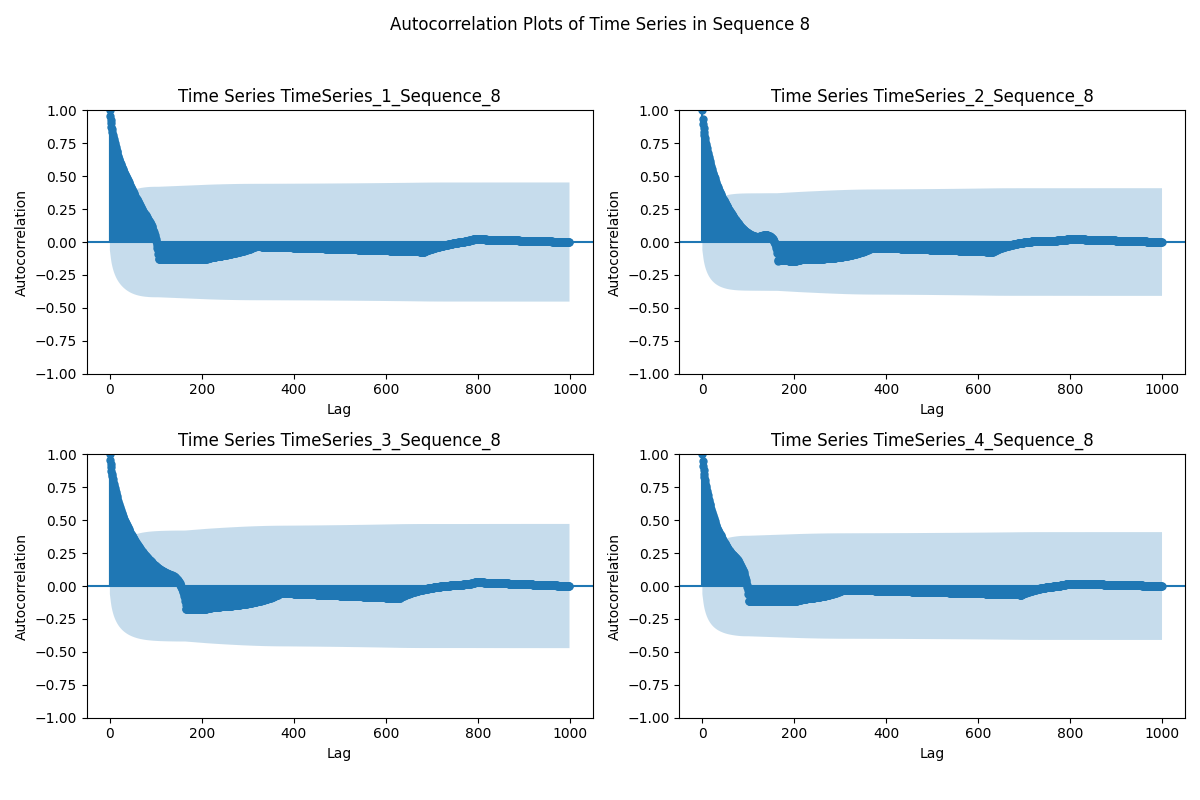 Autocorrelation Plots of Time Series in Sequence 8
Time Series TimeSeries_1_Sequence_8
1.00
0.75
0.50
0.25
0.00
−0.25
−0.50
−0.75
−1.00
Autocorrelation
0 200 400 600 800 1000
Lag
Time Series TimeSeries_2_Sequence_8
1.00
0.75
0.50
0.25
0.00
−0.25
−0.50
−0.75
−1.00
Autocorrelation
0 200 400 600 800 1000
Lag
Time Series TimeSeries_3_Sequence_8
1.00
0.75
0.50
0.25
0.00
−0.25
−0.50
−0.75
−1.00
Autocorrelation
0 200 400 600 800 1000
Lag
Time Series TimeSeries_4_Sequence_8
1.00
0.75
0.50
0.25
0.00
−0.25
−0.50
−0.75
−1.00
Autocorrelation
0 200 400 600 800 1000
Lag